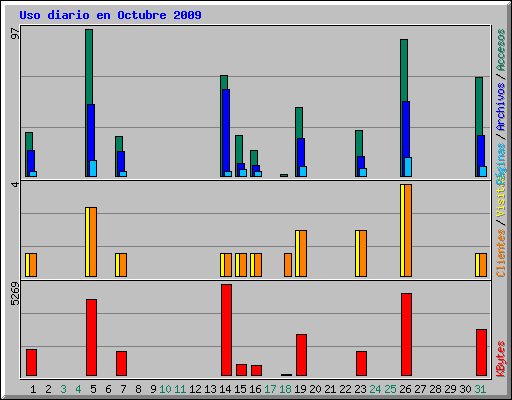 Uso diario en Octubre 2009
97
4
5269
KBytes
Clientes / Visitas
Páginas / Archivos / Accesos
1 2 3 4 5 6 7 8 9 10 11 12 13 14 15 16 17 18 19 20 21 22 23 24 25 26 27 28 29 30 31